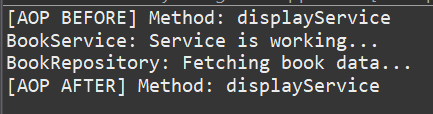 [AOP BEFORE] Method: displayService
BookService: Service is working...
BookRepository: Fetching book data...
[AOP AFTER] Method: displayService